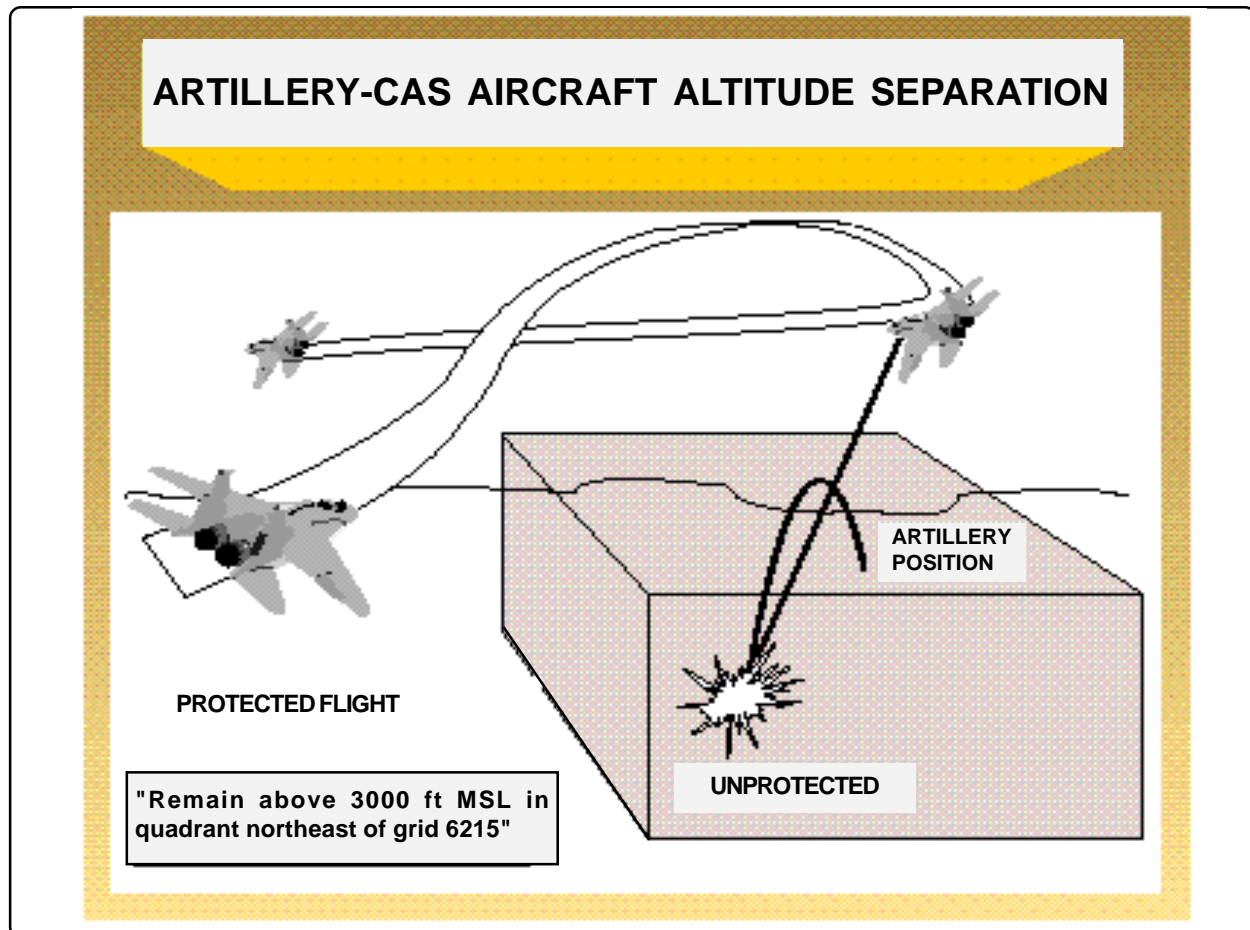 ARTILLERY-CAS AIRCRAFT ALTITUDE SEPARATION
ARTILLERY
POSITION
PROTECTED FLIGHT
UNPROTECTED
"Remain above 3000 ft MSL in
quadrant northeast of grid 6215"